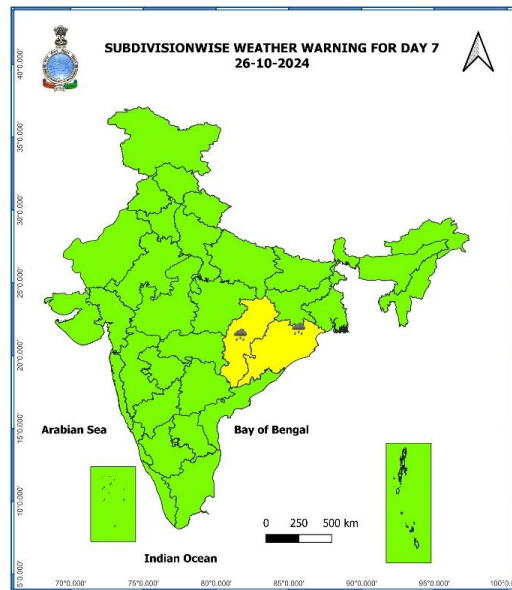 SUBDIVISIONWISE WEATHER WARNING FOR DAY 7
26-10-2024
40°0.000'
35°0.000'
30°0.000'
25°0.000'
20°0.000'
15°0.000'
10°0.000'
5°0.000'
Arabian Sea
Bay of Bengal
0 250 500 km
Indian Ocean
70°0.000' 75°0.000' 80°0.000' 85°0.000' 90°0.000' 95°0.000'